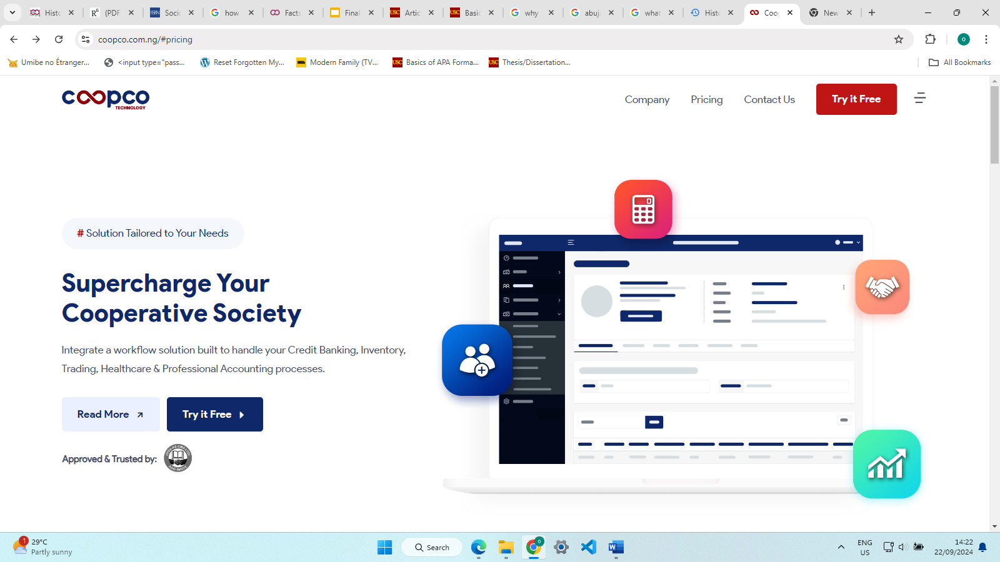 Histo
(PDF
Socio
how
Facts
Final
Artic
Basic
why
abuja
what
Histo
Coop
New
coopco.com.ng/#pricing
Umibe no Étranger...
<input type="pass...
Reset Forgotten My...
Modern Family (TV...
Basics of APA Forma...
Thesis/Dissertation...
All Bookmarks
coopco
TECHNOLOGY
Company
Pricing
Contact Us
Try it Free
# Solution Tailored to Your Needs
Supercharge Your
Cooperative Society
Integrate a workflow solution built to handle your Credit Banking, Inventory,
Trading, Healthcare & Professional Accounting processes.
Read More
Try it Free
Approved & Trusted by:
1
29°C
Partly sunny
Search
ENG
US
14:22
22/09/2024